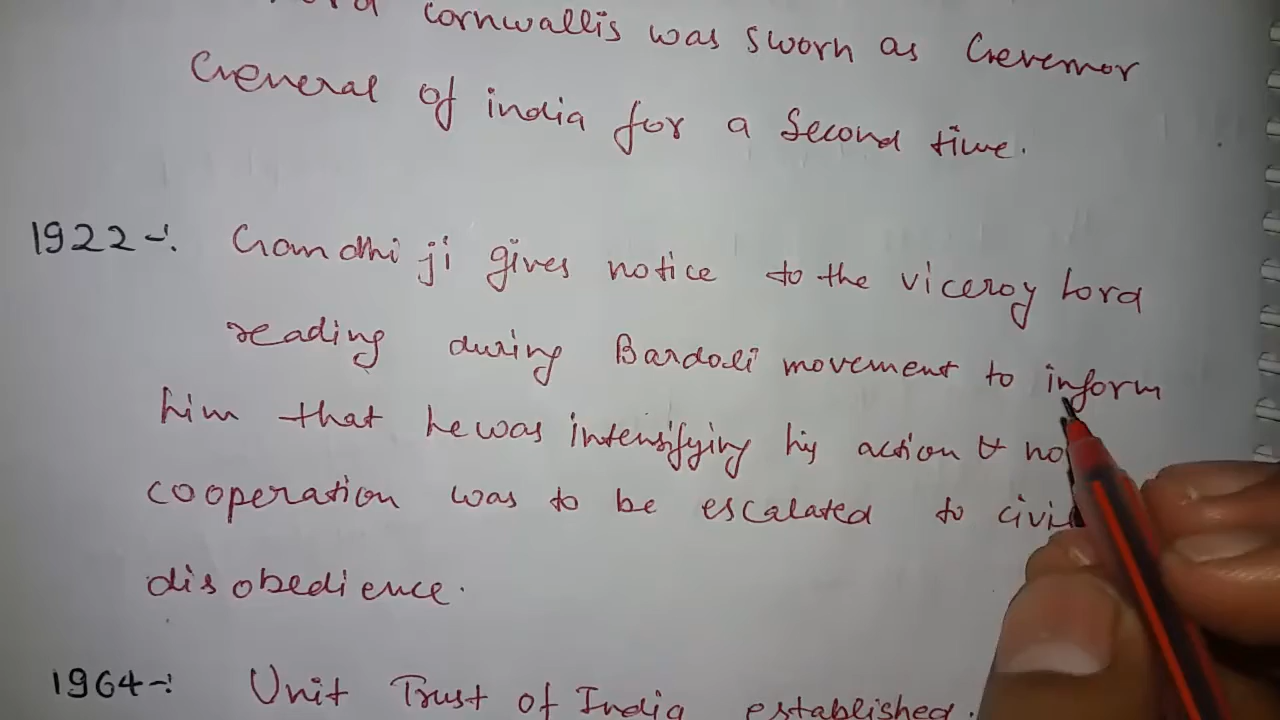 Cornwallis was sworn as Governor
General of india for a Second time.
1922-: Gandhi ji gives notice to the viceroy Lord
reading during Bardoli movement to inform
him that he was intensifying his action &
cooperation was to be escalated to civil
disobedience.
1964-: Unit Trust of India established.